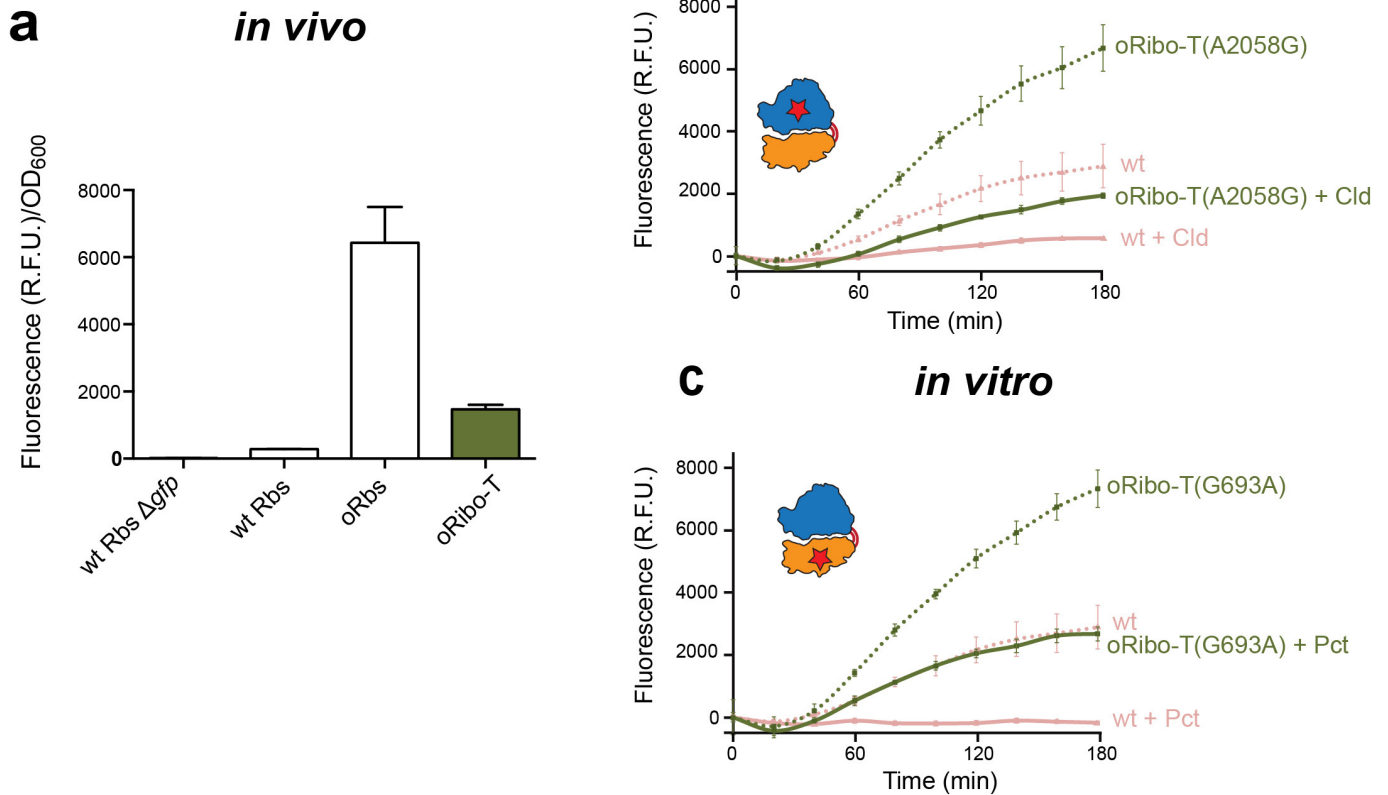 a
in vivo
Fluorescence (R.F.U.)/OD600
8000
6000
4000
2000
0
wt Rbs Δgfp
wt Rbs
oRbs
oRibo-T
Fluorescence (R.F.U.)
8000
6000
4000
2000
0
0
60
120
180
Time (min)
oRibo-T(A2058G)
wt
oRibo-T(A2058G) + Cld
wt + Cld
c
in vitro
Fluorescence (R.F.U.)
8000
6000
4000
2000
0
0
60
120
180
Time (min)
oRibo-T(G693A)
wt
oRibo-T(G693A) + Pct
wt + Pct